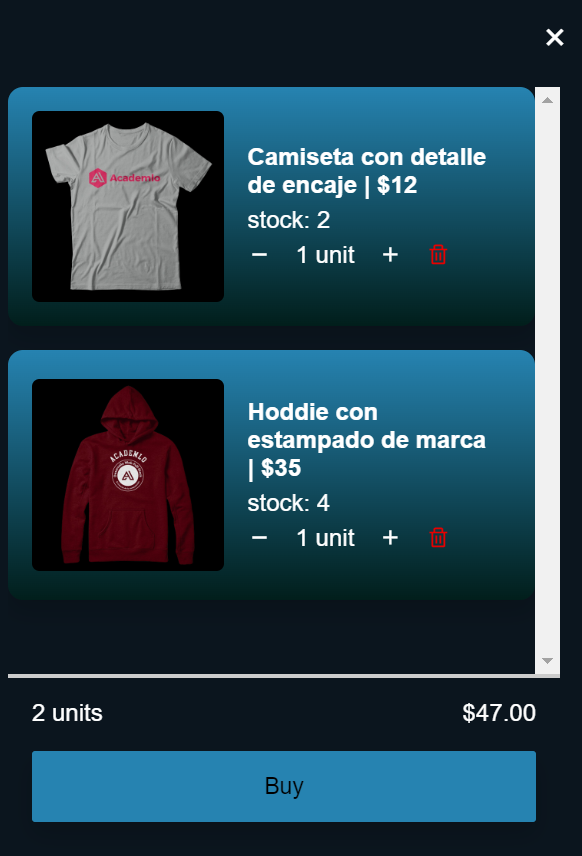 ×
Academlo
Camiseta con detalle
de encaje | $12
stock: 2
− 1 unit +
ACADEMLO
Hoddie con
estampado de marca
| $35
stock: 4
− 1 unit +
2 units $47.00
Buy